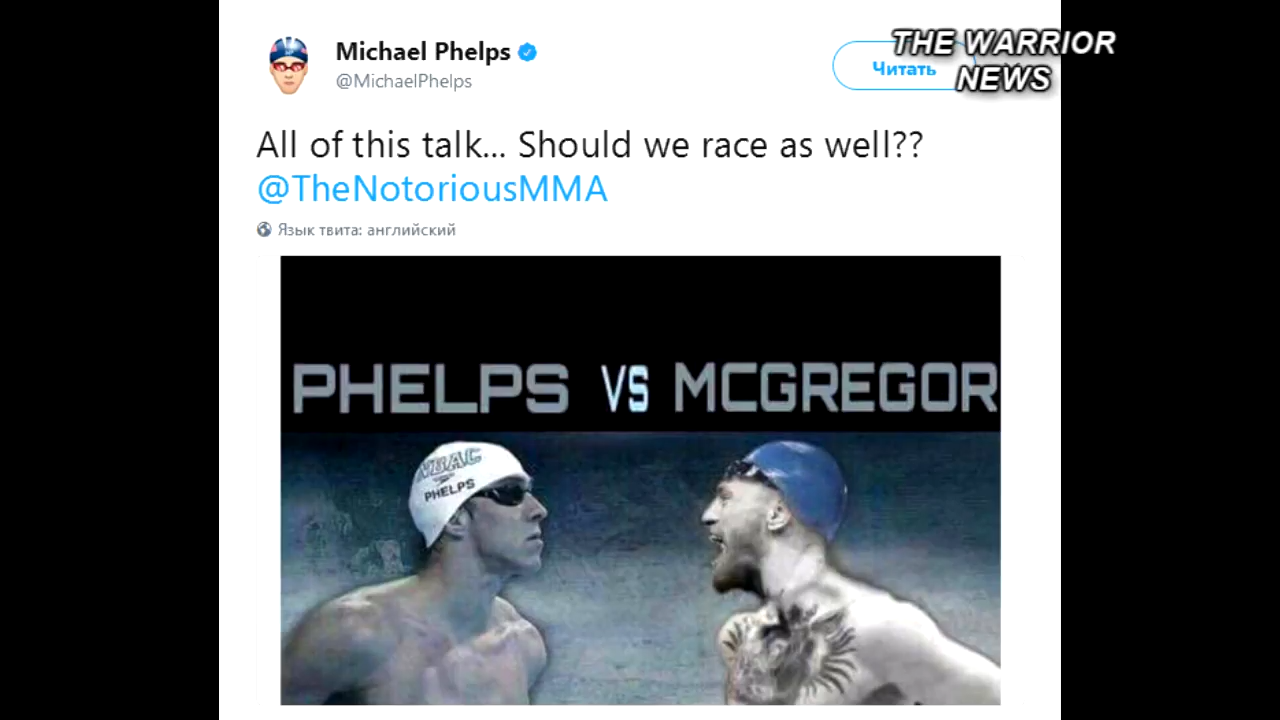 Michael Phelps
@MichaelPhelps
Читать
THE WARRIOR
NEWS
All of this talk... Should we race as well??
@TheNotoriousMMA
Язык твита: английский
PHELPS VS MCGREGOR
NBAC
PHELPS